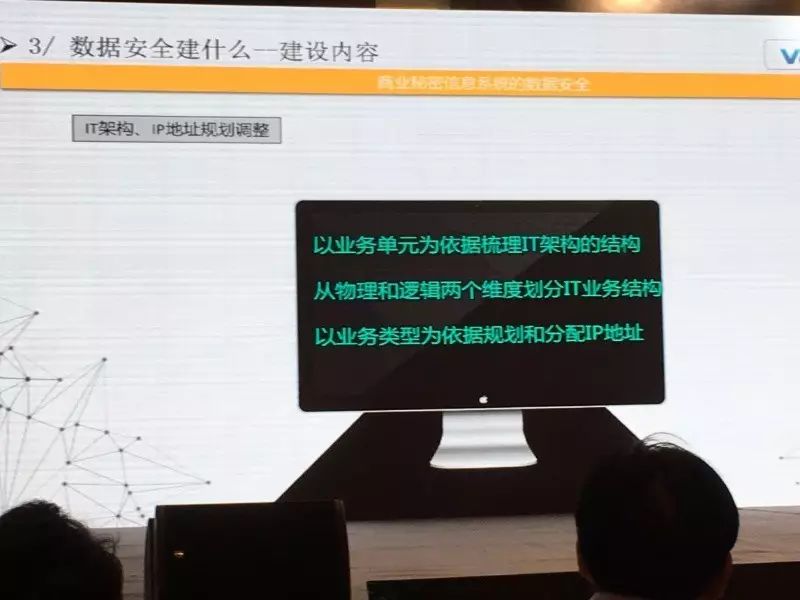 3/ 数据安全建什么--建设内容
商业秘密信息系统的数据安全
IT架构、IP地址规划调整
以业务单元为依据梳理IT架构的结构
从物理和逻辑两个维度划分IT业务结构
以业务类型为依据规划和分配IP地址